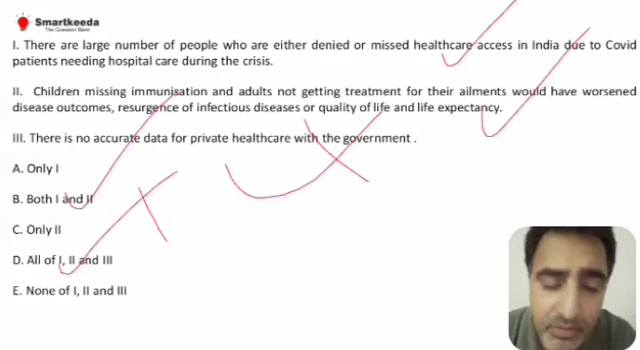 Smartkeeda
The Question Bank
I. There are large number of people who are either denied or missed healthcare access in India due to Covid
patients needing hospital care during the crisis.
II. Children missing immunisation and adults not getting treatment for their ailments would have worsened
disease outcomes, resurgence of infectious diseases or quality of life and life expectancy.
III. There is no accurate data for private healthcare with the government .
A. Only I
B. Both I and II
C. Only II
D. All of I, II and III
E. None of I, II and III